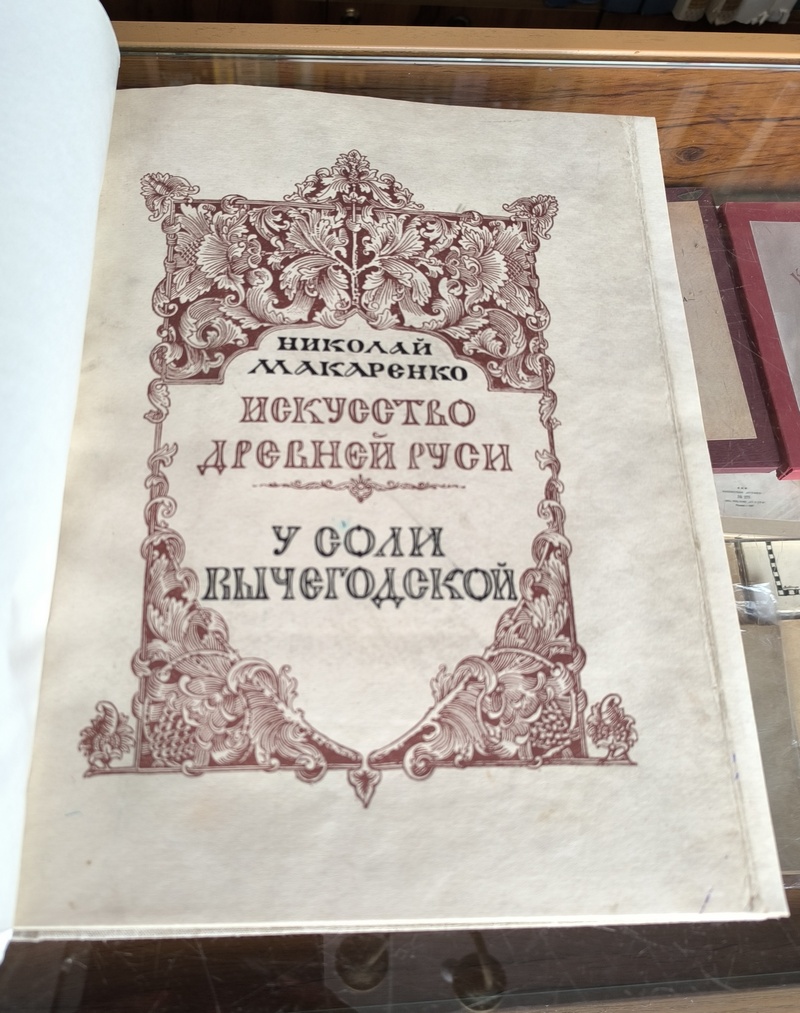 НИКОЛАЙ
МАКАРЕНКО
ИСКУССТВО
ДРЕВНЕЙ РУСИ
У СОЛИ
ВЫЧЕГОДСКОЙ